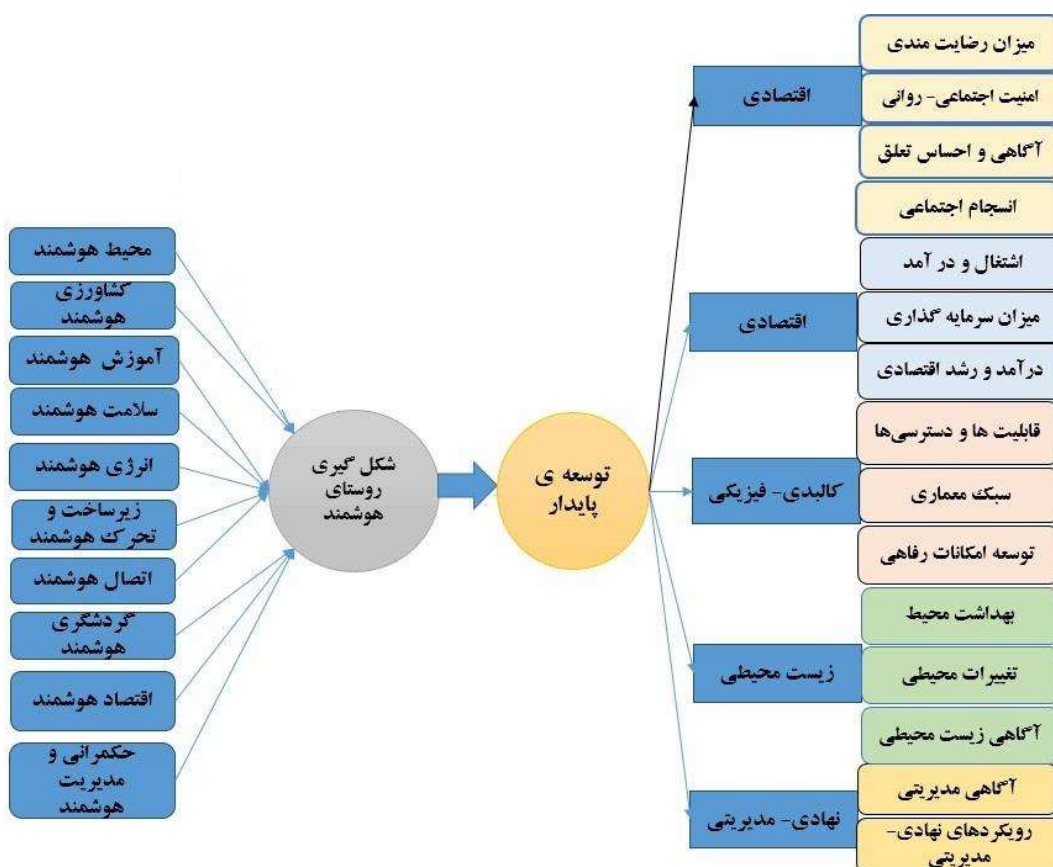 میزان رضایت مندی
امنیت اجتماعی- روانی
آگاهی و احساس تعلق
انسجام اجتماعی
اقتصادی
اشتغال و در آمد
میزان سرمایه گذاری
درآمد و رشد اقتصادی
اقتصادی
قابلیت ها و دسترسی‌ها
سبک معماری
توسعه امکانات رفاهی
کالبدی- فیزیکی
بهداشت محیط
تغییرات محیطی
آگاهی زیست محیطی
زیست محیطی
آگاهی مدیریتی
رویکردهای نهادی-
مدیریتی
نهادی- مدیریتی
توسعه ی
پایدار
شکل گیری
روستای
هوشمند
محیط هوشمند
کشاورزی
هوشمند
آموزش هوشمند
سلامت هوشمند
انرژی هوشمند
زیرساخت و
تحرک هوشمند
اتصال هوشمند
گردشگری
هوشمند
اقتصاد هوشمند
حکمرانی و
مدیریت
هوشمند